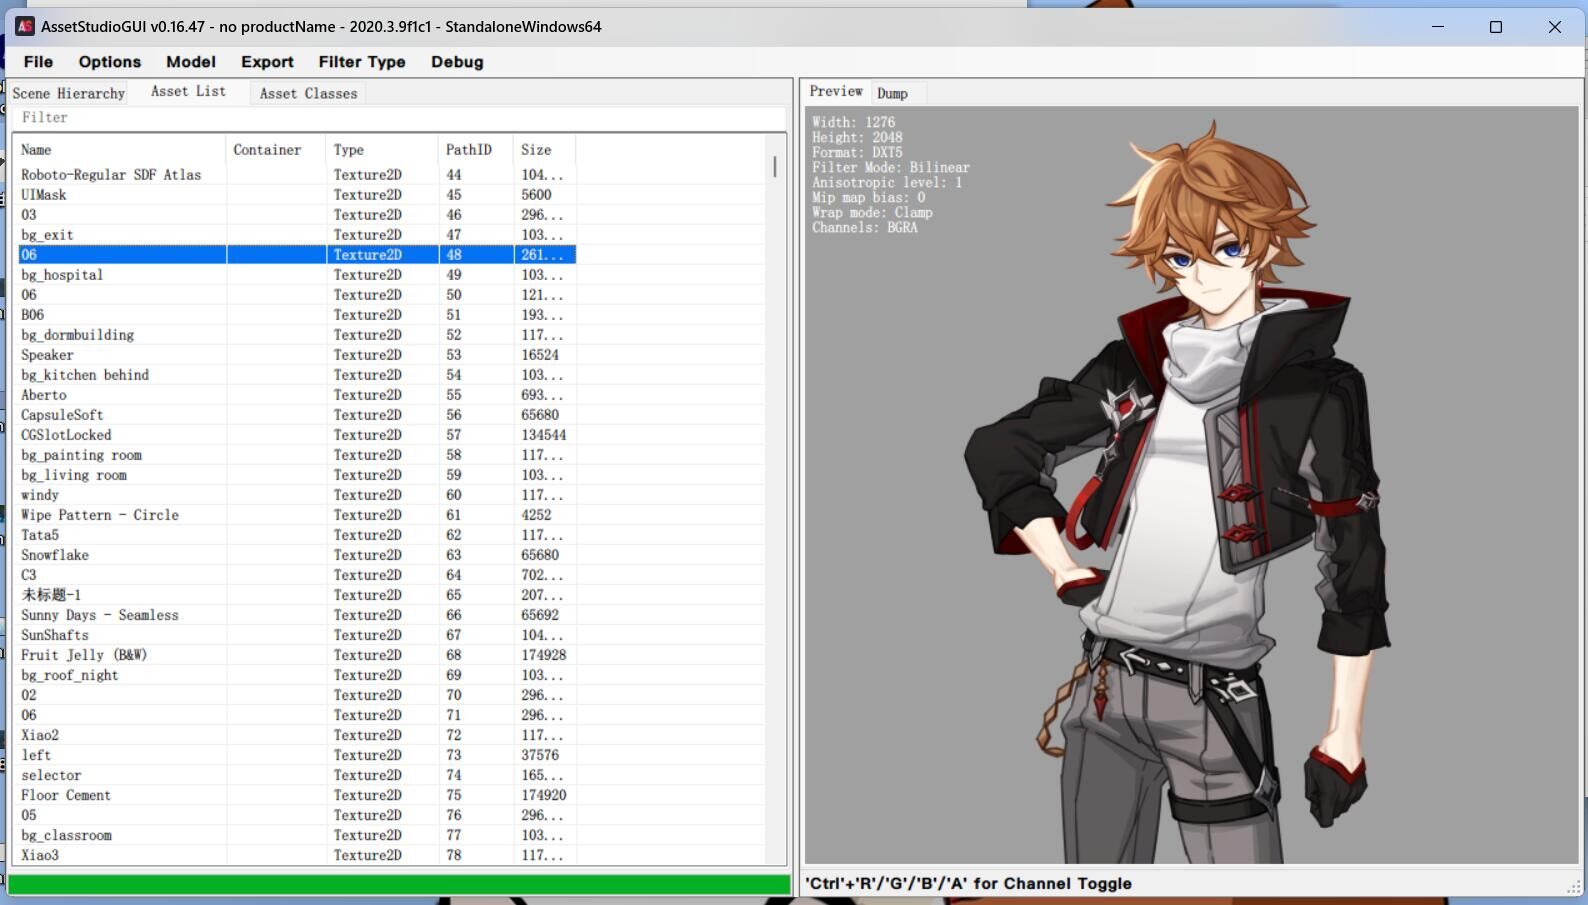 AssetStudioGUI v0.16.47 - no productName - 2020.3.9f1c1 - StandaloneWindows64
File Options Model Export Filter Type Debug
Scene Hierarchy Asset List Asset Classes
Filter
Name Container Type PathID Size
Roboto-Regular SDF Atlas Texture2D 44 104...
UIMask Texture2D 45 5600
03 Texture2D 46 296...
bg_exit Texture2D 47 103...
06 Texture2D 48 261...
bg_hospital Texture2D 49 103...
06 Texture2D 50 121...
B06 Texture2D 51 193...
bg_dormbuilding Texture2D 52 117...
Speaker Texture2D 53 16524
bg_kitchen behind Texture2D 54 103...
Aberto Texture2D 55 693...
CapsuleSoft Texture2D 56 65680
CGSlotLocked Texture2D 57 134544
bg_painting room Texture2D 58 117...
bg_living room Texture2D 59 103...
windy Texture2D 60 117...
Wipe Pattern - Circle Texture2D 61 4252
Tata5 Texture2D 62 117...
Snowflake Texture2D 63 65680
C3 Texture2D 64 702...
未标题-1 Texture2D 65 207...
Sunny Days - Seamless Texture2D 66 65692
SunShafts Texture2D 67 104...
Fruit Jelly (B&W) Texture2D 68 174928
bg_roof_night Texture2D 69 103...
02 Texture2D 70 296...
06 Texture2D 71 296...
Xiao2 Texture2D 72 117...
left Texture2D 73 37576
selector Texture2D 74 165...
Floor Cement Texture2D 75 174920
05 Texture2D 76 296...
bg_classroom Texture2D 77 103...
Xiao3 Texture2D 78 117...
Preview Dump
Width: 1276
Height: 2048
Format: DXT5
Filter Mode: Bilinear
Anisotropic level: 1
Mip map bias: 0
Wrap mode: Clamp
Channels: BGRA
'Ctrl'+'R'/'G'/'B'/'A' for Channel Toggle